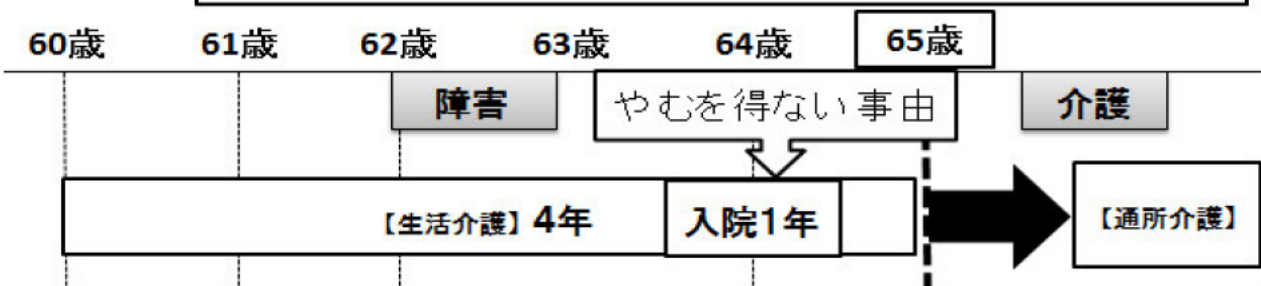 60歳 61歳 62歳 63歳 64歳 65歳
障害 やむを得ない事由 介護
【生活介護】4年 入院1年 【通所介護】